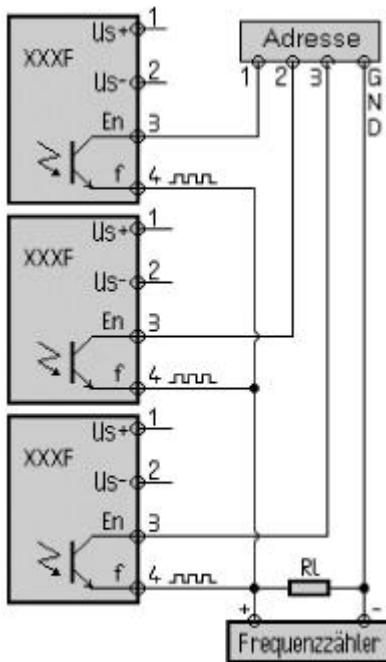 Us+ 1
XXXF
Us- 2
En 3
f 4
Us+ 1
XXXF
Us- 2
En 3
f 4
Us+ 1
XXXF
Us- 2
En 3
f 4
Adresse
1 2 3 GND
Rl
+ -
Frequenzzähler